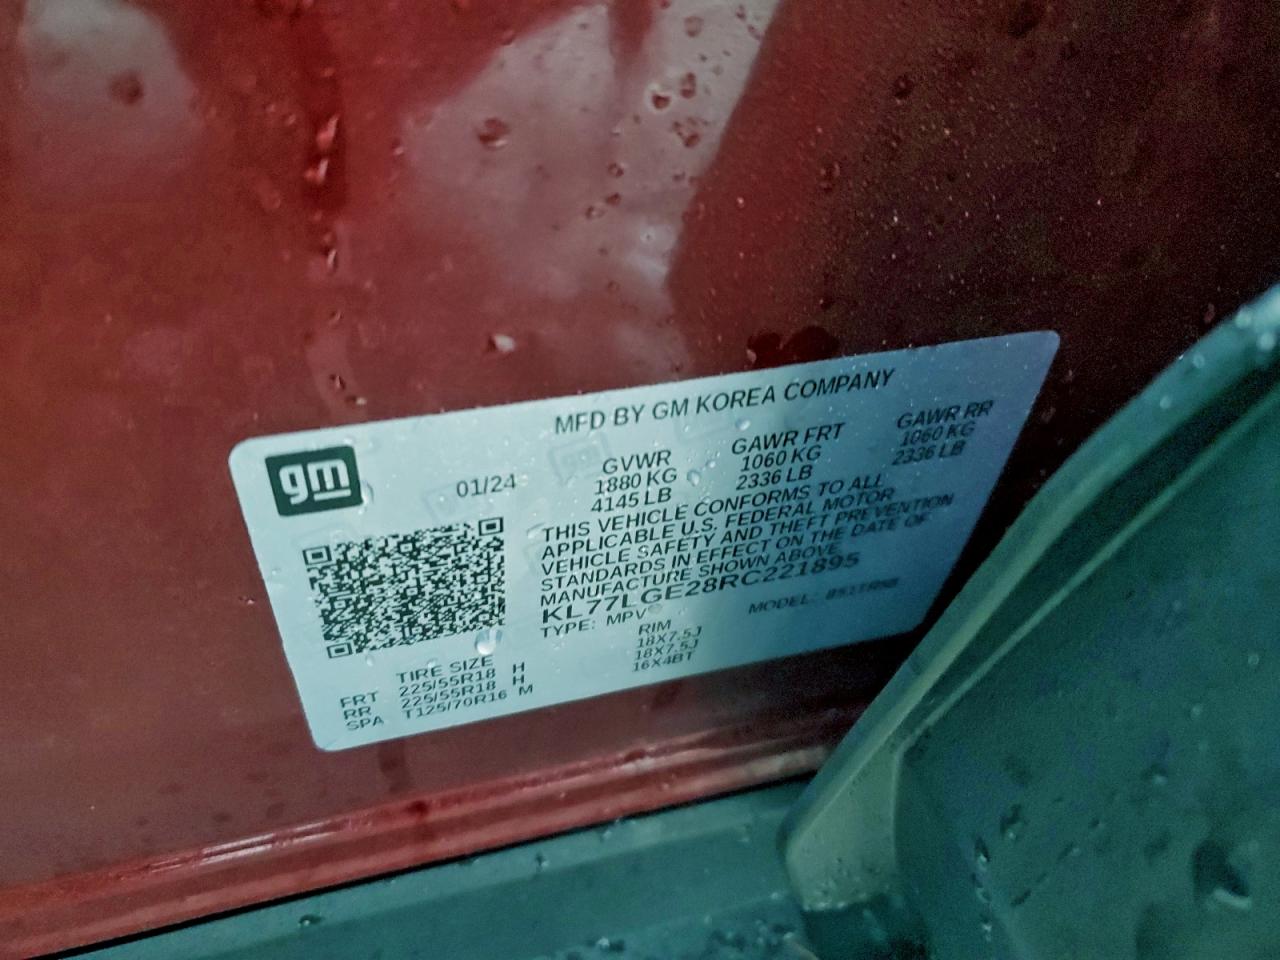 MFD BY GM KOREA COMPANY
gm
01/24
GVWR GAWR FRT GAWR RR
1880 KG 1060 KG 1060 KG
4145 LB 2336 LB 2336 LB
THIS VEHICLE CONFORMS TO ALL
APPLICABLE U.S. FEDERAL MOTOR
VEHICLE SAFETY AND THEFT PREVENTION
STANDARDS IN EFFECT ON THE DATE OF
MANUFACTURE SHOWN ABOVE
KL77LGE28RC221895
TYPE: MPV MODEL:
TIRE SIZE RIM
FRT 225/55R18 H 18X7.5J
RR 225/55R18 H 18X7.5J
SPA T125/70R16 M 16X4BT